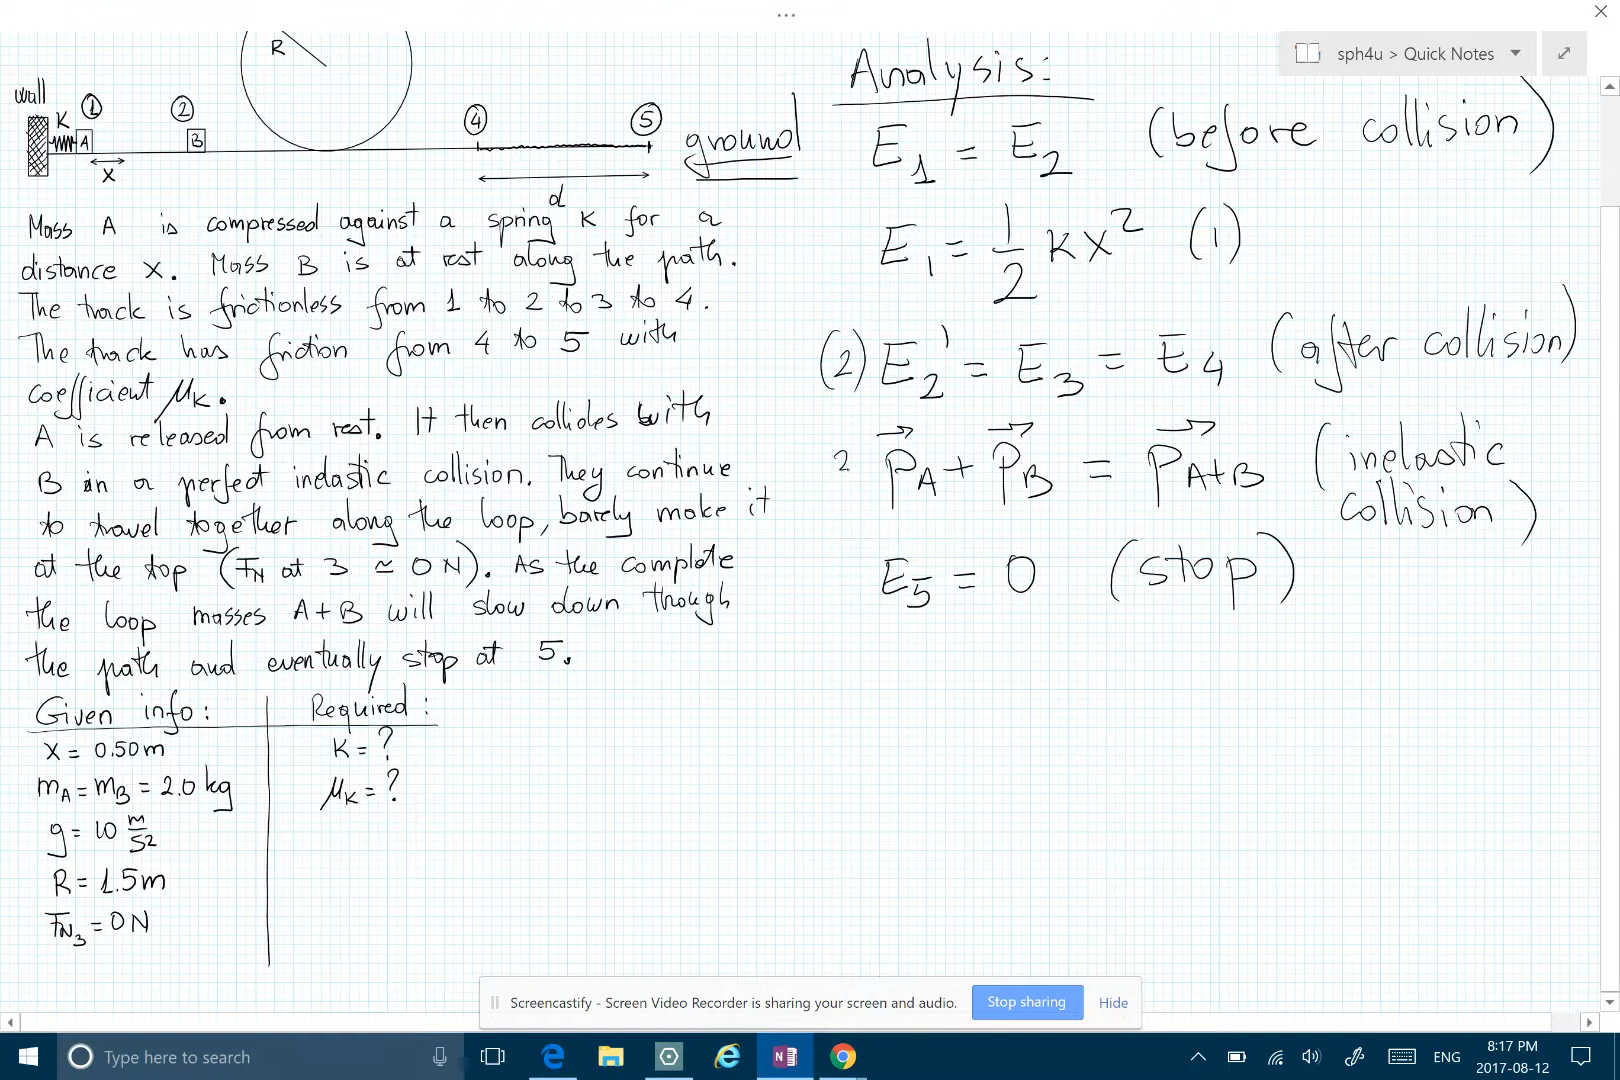 ...
sph4u > Quick Notes
R
wall
①
②
K
A
B
x
④
⑤
ground
d
Mass A is compressed against a spring K for a
distance x. Mass B is at rest along the path.
The track is frictionless from 1 to 2 to 3 to 4.
The track has friction from 4 to 5 with
coefficient μK.
A is released from rest. It then collides with
B in a perfect inelastic collision. They continue
to travel together along the loop, barely make it
at the top (FN at 3 ≃ 0 N). As the complete
the loop masses A+B will slow down though
the path and eventually stop at 5.
Given info:
x = 0.50m
mA = mB = 2.0 kg
g = 10 m/s2
R = 1.5m
FN3 = 0N
Required:
K = ?
μK = ?
Analysis:
E1 = E2 (before collision)
E1 = 1/2 Kx² (1)
(2) E2' = E3 = E4 (after collision)
2 P⃗A + P⃗B = P⃗A+B (inelastic
collision)
E5 = 0 (stop)
Screencastify - Screen Video Recorder is sharing your screen and audio.
Stop sharing
Hide
Type here to search
N
ENG
8:17 PM
2017-08-12